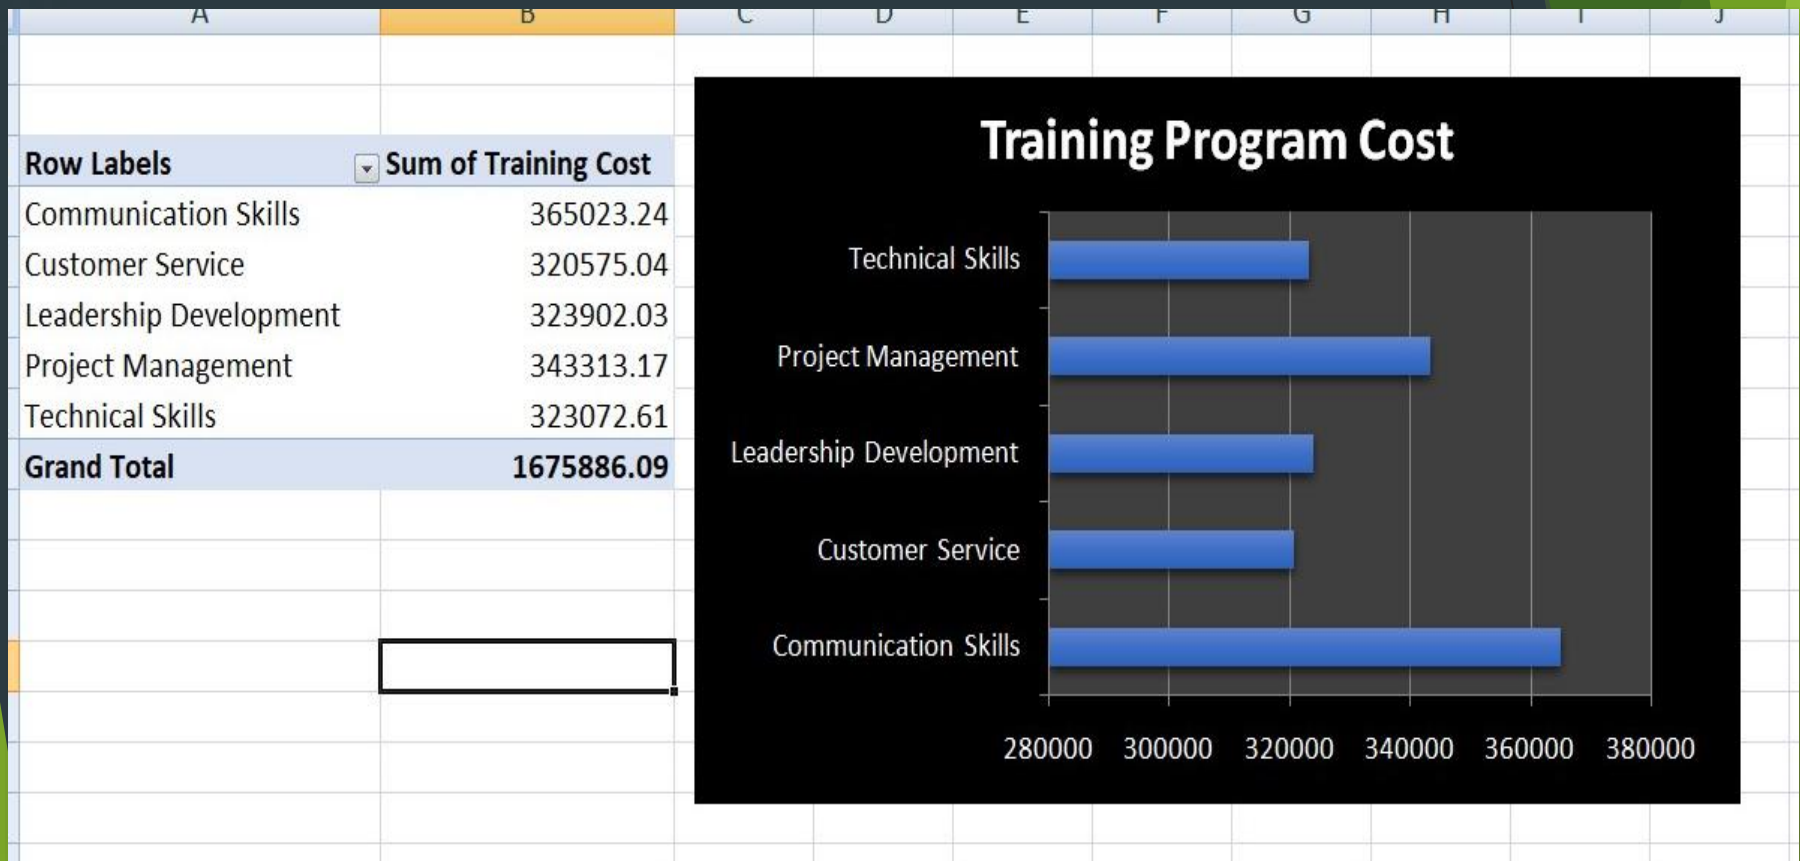 A B C D E F G H I J
Row Labels Sum of Training Cost
Communication Skills 365023.24
Customer Service 320575.04
Leadership Development 323902.03
Project Management 343313.17
Technical Skills 323072.61
Grand Total 1675886.09
Training Program Cost
Technical Skills
Project Management
Leadership Development
Customer Service
Communication Skills
280000 300000 320000 340000 360000 380000